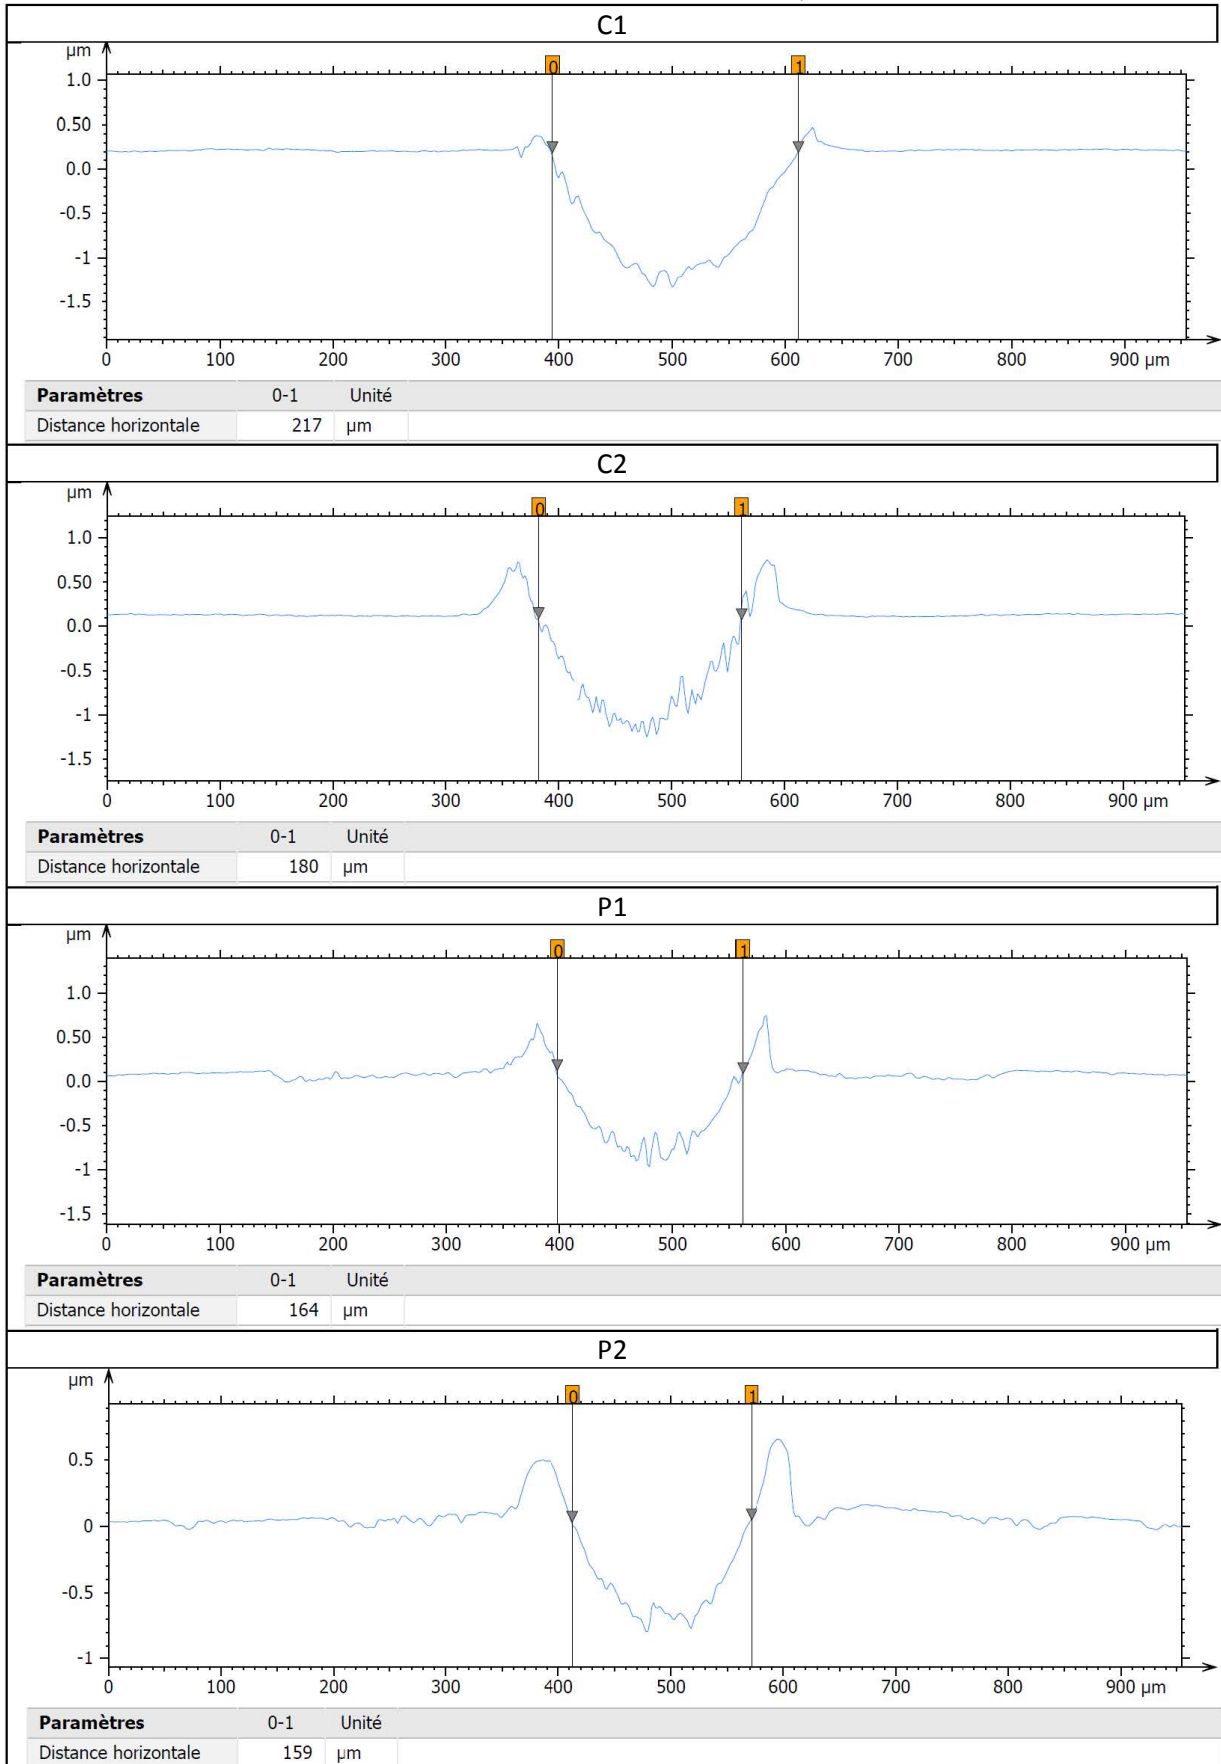 C1
µm
0 1
1.0
0.50
0.0
-0.5
-1
-1.5
0 100 200 300 400 500 600 700 800 900 µm
Paramètres 0-1 Unité
Distance horizontale 217 µm
C2
µm
0 1
1.0
0.50
0.0
-0.5
-1
-1.5
0 100 200 300 400 500 600 700 800 900 µm
Paramètres 0-1 Unité
Distance horizontale 180 µm
P1
µm
0 1
1.0
0.50
0.0
-0.5
-1
-1.5
0 100 200 300 400 500 600 700 800 900 µm
Paramètres 0-1 Unité
Distance horizontale 164 µm
P2
µm
0 1
0.5
0
-0.5
-1
0 100 200 300 400 500 600 700 800 900 µm
Paramètres 0-1 Unité
Distance horizontale 159 µm